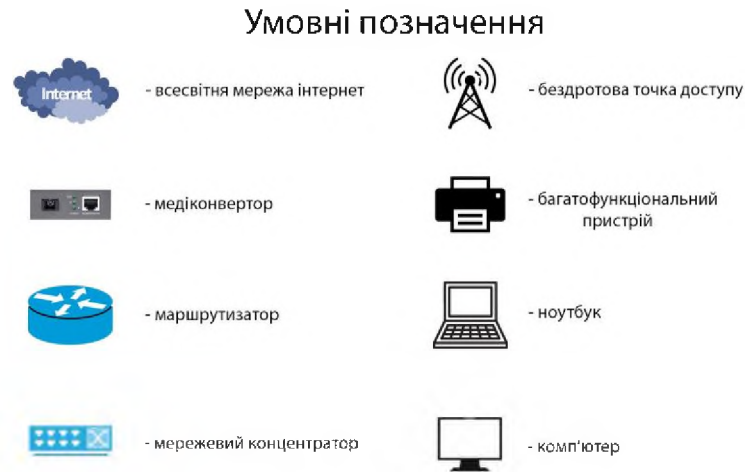 Умовні позначення
Internet
- всесвітня мережа інтернет
- бездротова точка доступу
- медіконвертор
- багатофункціональний
пристрій
- маршрутизатор
- ноутбук
- мережевий концентратор
- комп'ютер